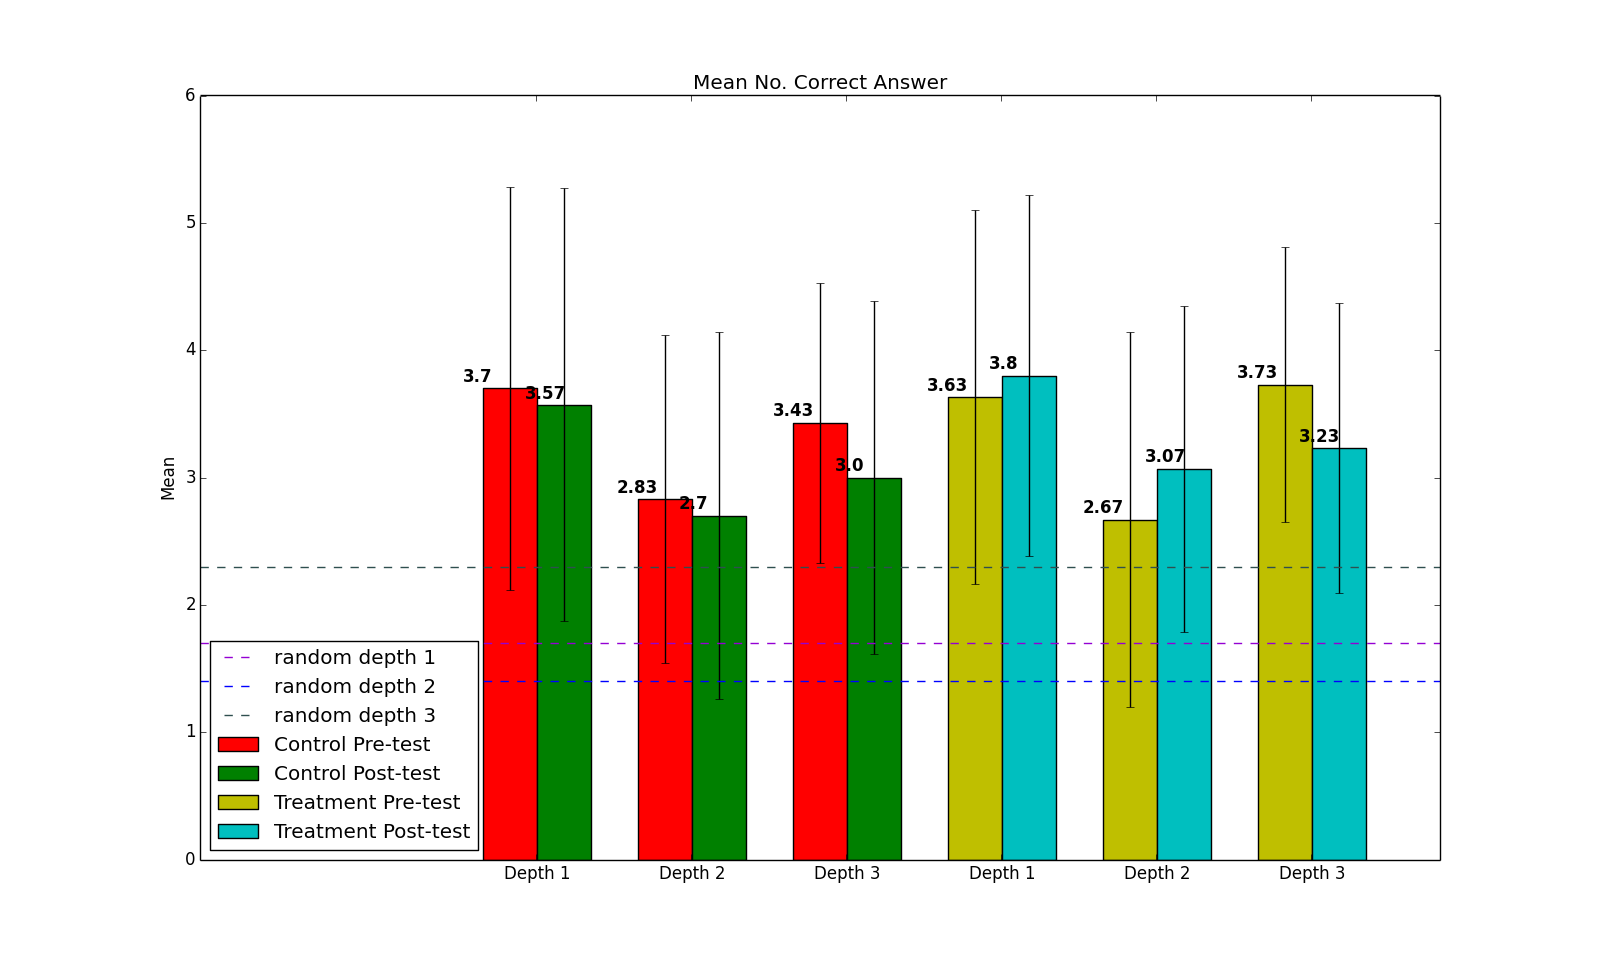 Mean No. Correct Answer
6
5
4
3
2
1
0
Mean
3.7
3.57
2.83
2.7
3.43
3.0
3.63
3.8
2.67
3.07
3.73
3.23
random depth 1
random depth 2
random depth 3
Control Pre-test
Control Post-test
Treatment Pre-test
Treatment Post-test
Depth 1 Depth 2 Depth 3 Depth 1 Depth 2 Depth 3